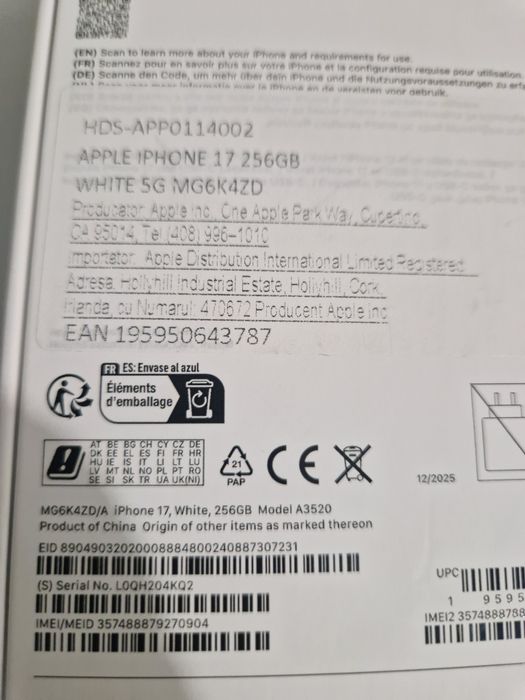 (EN) Scan to learn more about your iPhone and requirements for use.
(FR) Scannez pour en savoir plus sur votre iPhone et la configuration requise pour utilisation.
(DE) Scanne den Code, um mehr über dein iPhone und die Nutzungsvoraussetzungen zu
HDS-APP0114002
APPLE IPHONE 17 256GB
WHITE 5G MG6K4ZD
Producator Apple Inc, One Apple Park Way, Cupertino,
CA 95014, Tel (408) 996-1010
Importator: Apple Distribution International Limited Registered
Adresa: Hollyhill Industrial Estate, Hollyhill, Cork,
Irlanda, cu Numarul: 470672 Producent Apple Inc
EAN 195950643787
FR ES: Envase al azul
Éléments
d'emballage
AT BE BG CH CY CZ DE
DK EE EL ES FI FR HR
HU IE IS IT LI LT LU
LV MT NL NO PL PT RO
SE SI SK TR UA UK(NI)
21
PAP
CE
12/2025
MG6K4ZD/A iPhone 17, White, 256GB Model A3520
Product of China Origin of other items as marked thereon
EID 89049032020008884800240887307231
(S) Serial No. L0QH204KQ2
IMEI/MEID 357488879270904
UPC
1 9595
IMEI2 357488788